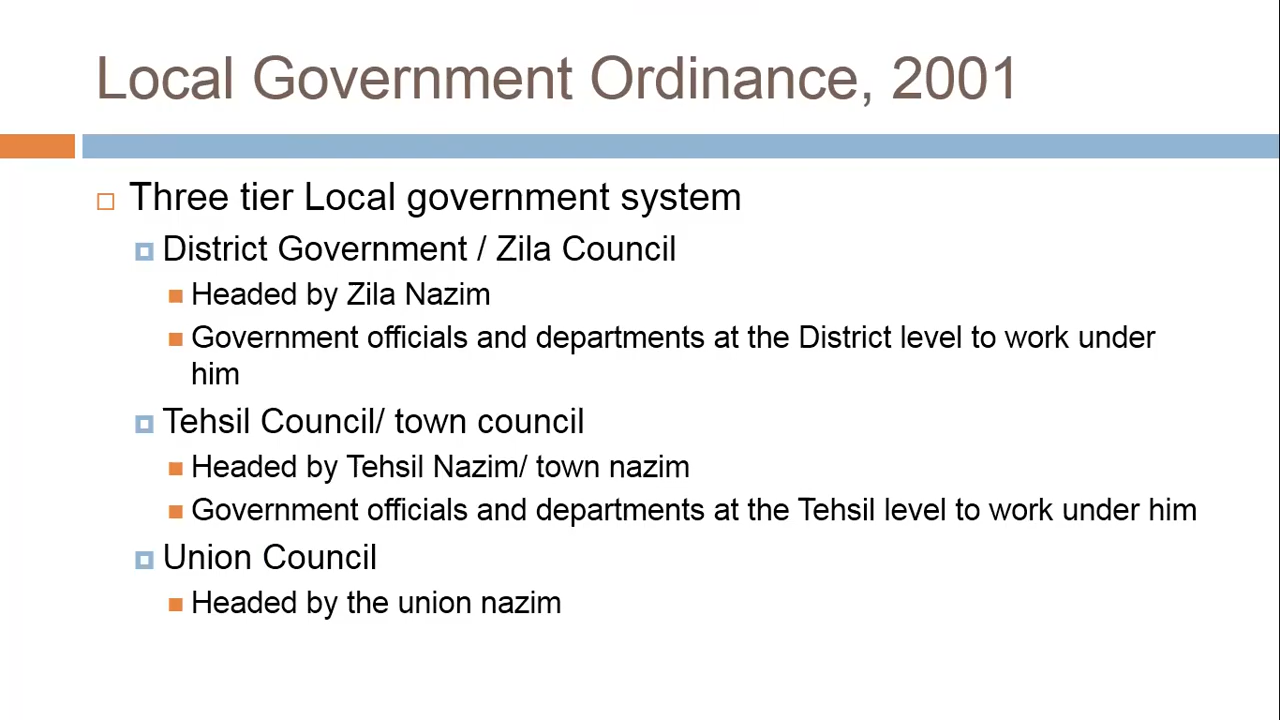 Local Government Ordinance, 2001
Three tier Local government system
District Government / Zila Council
Headed by Zila Nazim
Government officials and departments at the District level to work under
him
Tehsil Council/ town council
Headed by Tehsil Nazim/ town nazim
Government officials and departments at the Tehsil level to work under him
Union Council
Headed by the union nazim